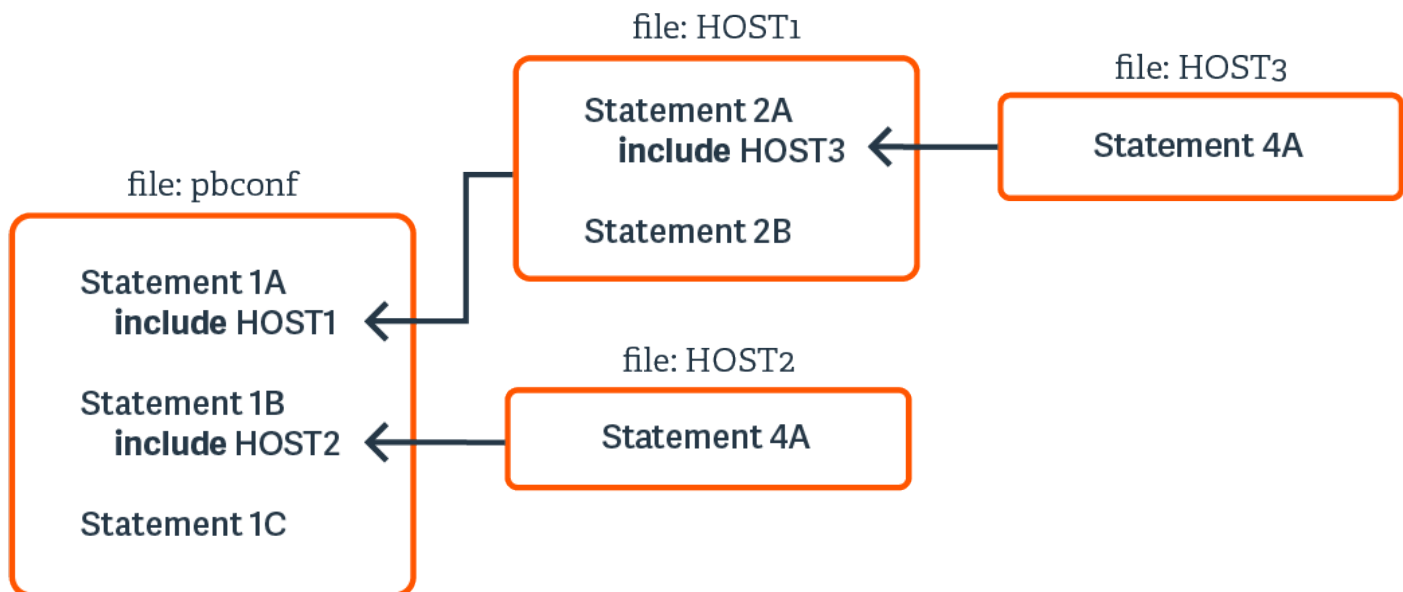 file: HOST1
Statement 2A
include HOST3
Statement 2B
file: HOST3
Statement 4A
file: pbconf
Statement 1A
include HOST1
Statement 1B
include HOST2
Statement 1C
file: HOST2
Statement 4A